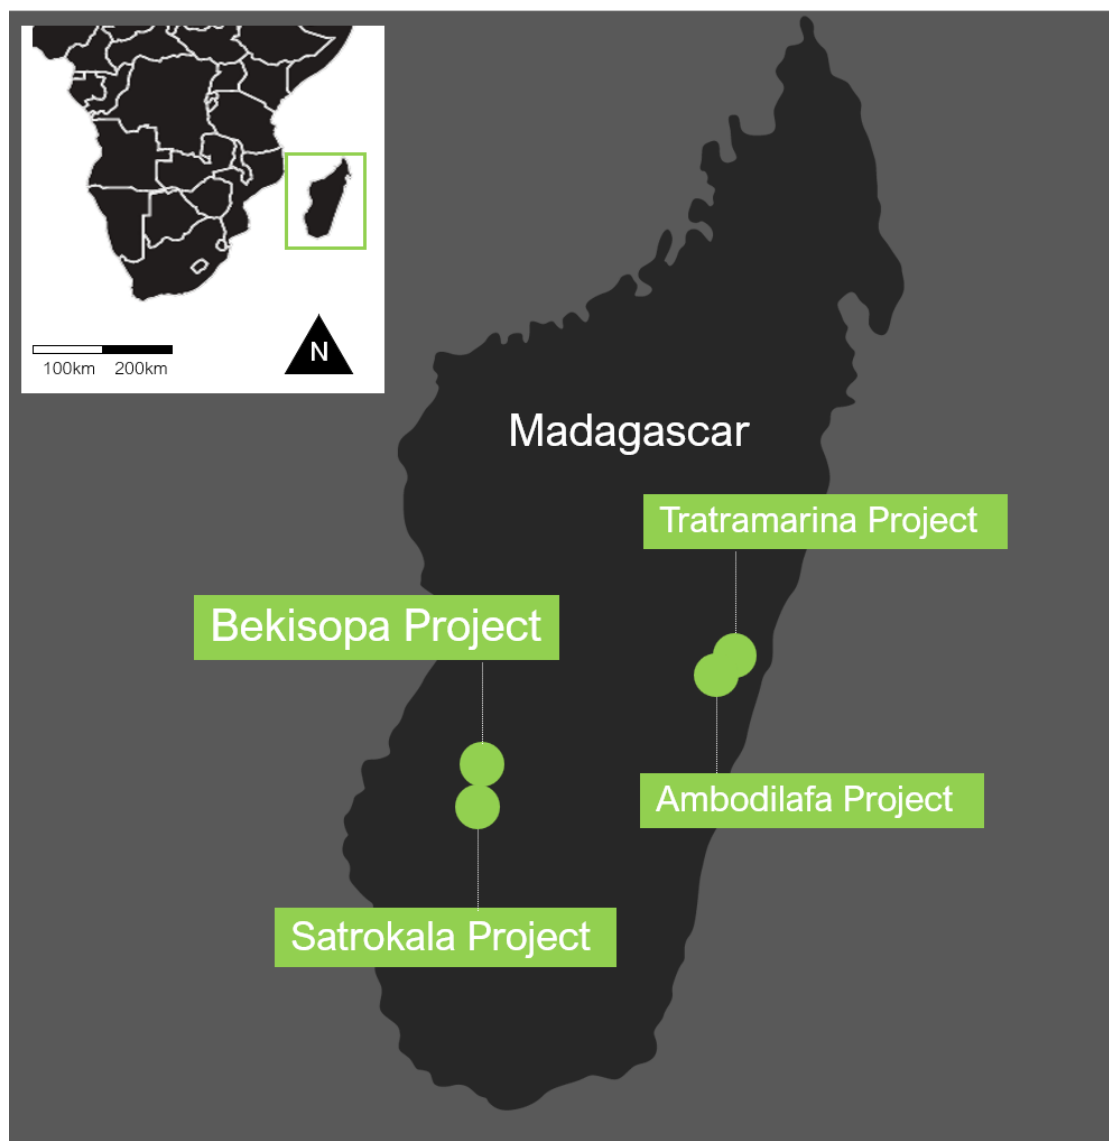 100km 200km
N
Madagascar
Tratramarina Project
Bekisopa Project
Ambodilafa Project
Satrokala Project